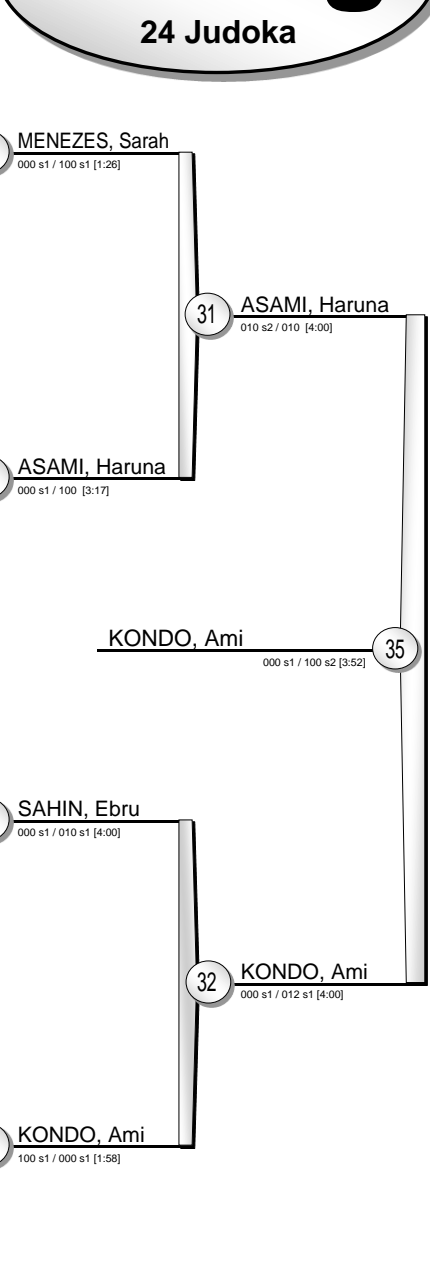 24 Judoka
MENEZES, Sarah
000 s1 / 100 s1 [1:26]
31
ASAMI, Haruna
010 s2 / 010 [4:00]
ASAMI, Haruna
000 s1 / 100 [3:17]
KONDO, Ami
000 s1 / 100 s2 [3:52]
35
SAHIN, Ebru
000 s1 / 010 s1 [4:00]
32
KONDO, Ami
000 s1 / 012 s1 [4:00]
KONDO, Ami
100 s1 / 000 s1 [1:58]